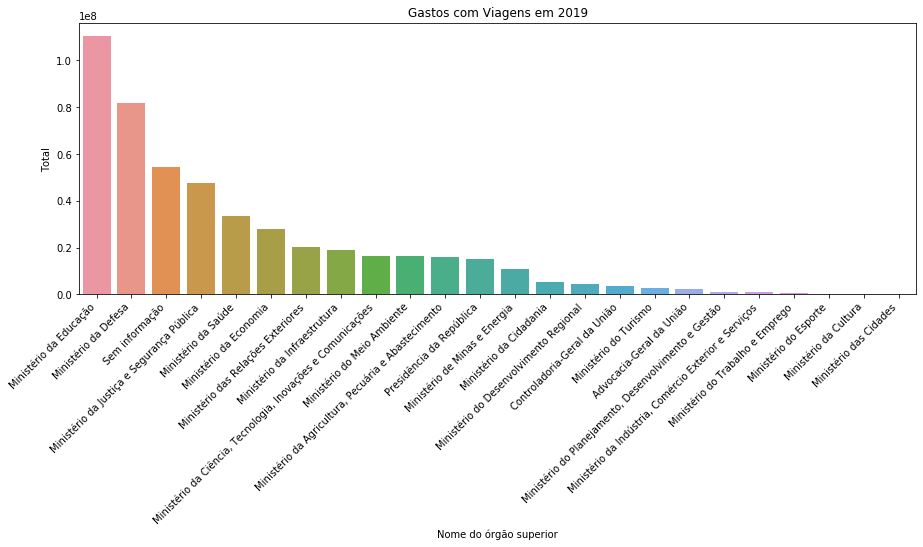 Gastos com Viagens em 2019
1e8
1.0
0.8
0.6
0.4
0.2
0.0
Total
Ministério da Educação
Ministério da Defesa
Sem informação
Ministério da Justiça e Segurança Pública
Ministério da Saúde
Ministério da Economia
Ministério das Relações Exteriores
Ministério da Infraestrutura
Ministério da Ciência, Tecnologia, Inovações e Comunicações
Ministério do Meio Ambiente
Ministério da Agricultura, Pecuária e Abastecimento
Presidência da República
Ministério de Minas e Energia
Ministério da Cidadania
Ministério do Desenvolvimento Regional
Controladoria-Geral da União
Ministério do Turismo
Advocacia-Geral da União
Ministério do Planejamento, Desenvolvimento e Gestão
Ministério da Indústria, Comércio Exterior e Serviços
Ministério do Trabalho e Emprego
Ministério do Esporte
Ministério da Cultura
Ministério das Cidades
Nome do órgão superior